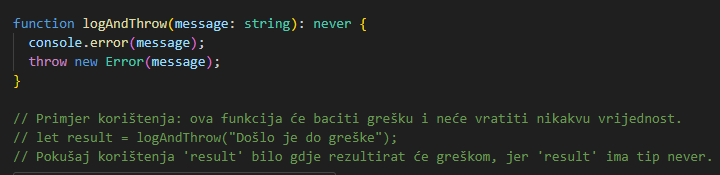 function logAndThrow(message: string): never {
  console.error(message);
  throw new Error(message);
}
// Primjer korištenja: ova funkcija će baciti grešku i neće vratiti nikakvu vrijednost.
// let result = logAndThrow("Došlo je do greške");
// Pokušaj korištenja 'result' bilo gdje rezultirat će greškom, jer 'result' ima tip never.